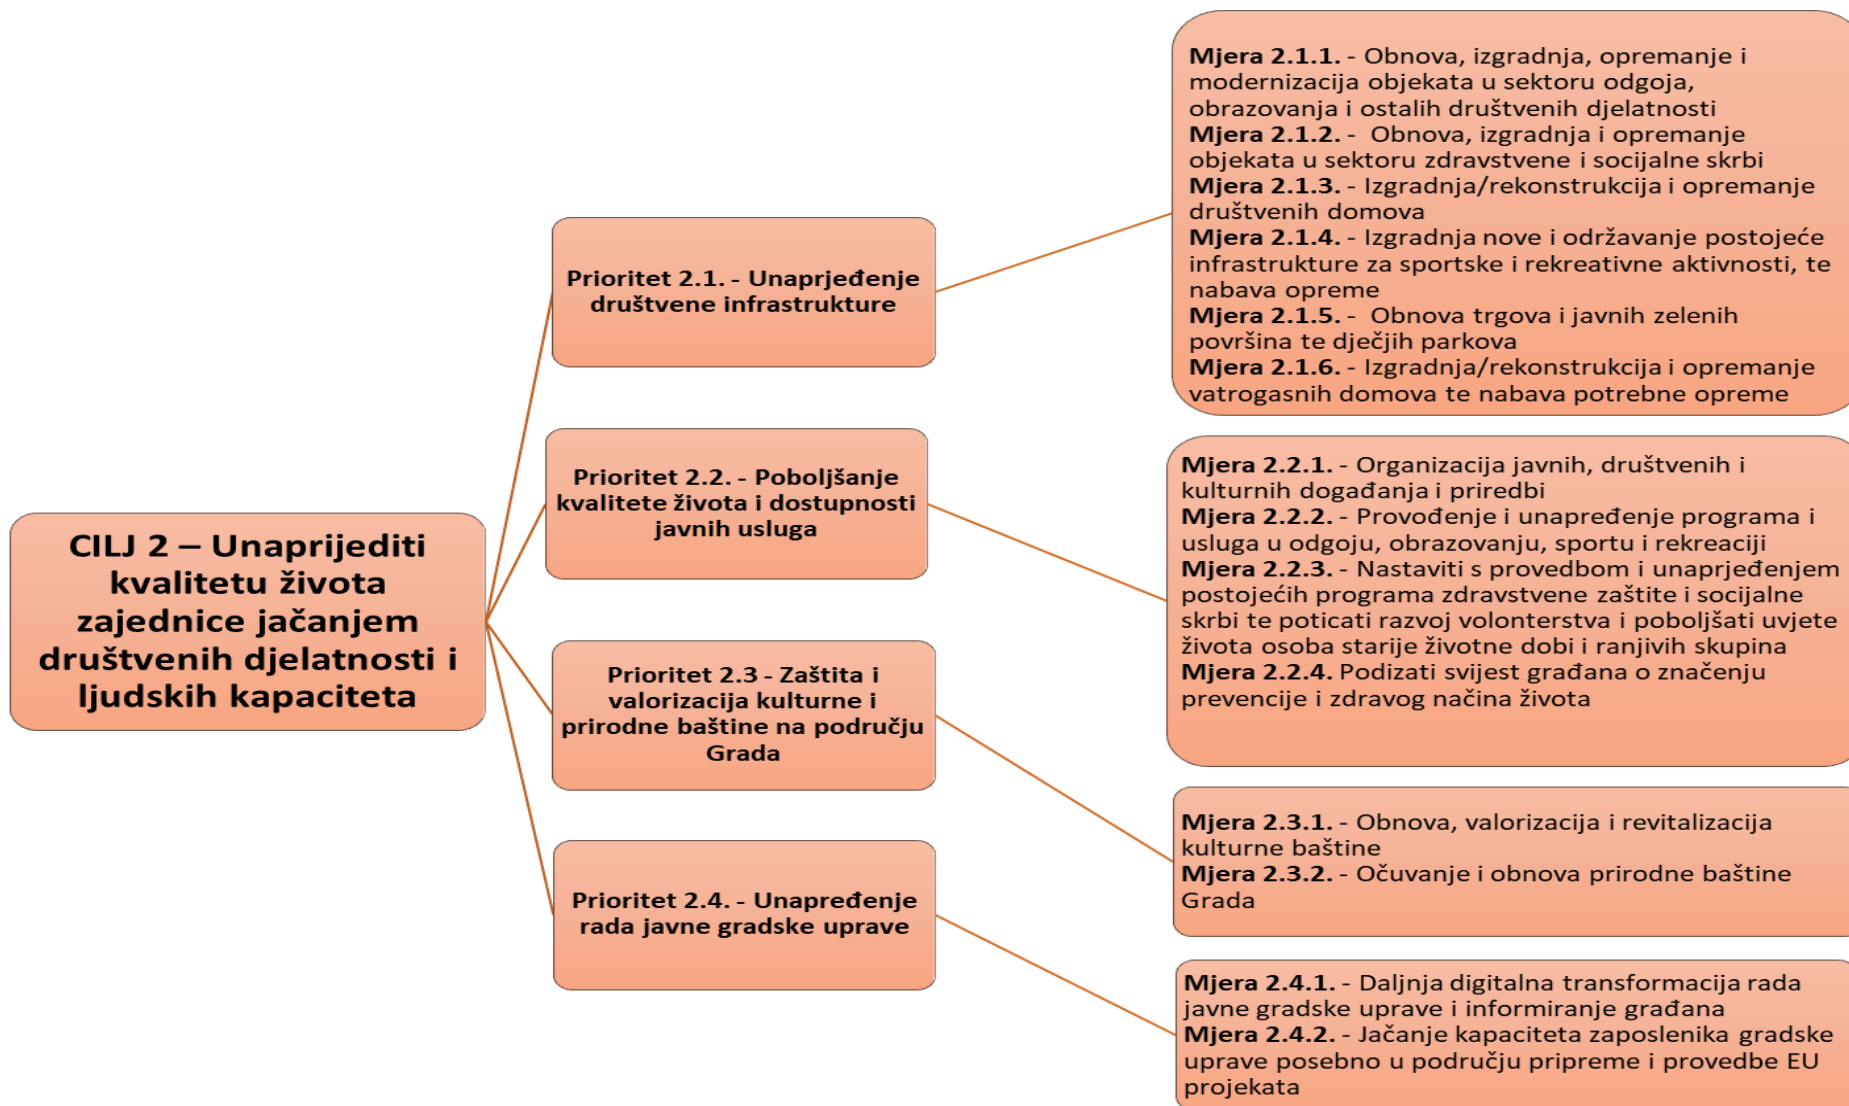 CILJ 2 – Unaprijediti
kvalitetu života
zajednice jačanjem
društvenih djelatnosti i
ljudskih kapaciteta
Prioritet 2.1. - Unaprjeđenje
društvene infrastrukture
Mjera 2.1.1. - Obnova, izgradnja, opremanje i
modernizacija objekata u sektoru odgoja,
obrazovanja i ostalih društvenih djelatnosti
Mjera 2.1.2. - Obnova, izgradnja i opremanje
objekata u sektoru zdravstvene i socijalne skrbi
Mjera 2.1.3. - Izgradnja/rekonstrukcija i opremanje
društvenih domova
Mjera 2.1.4. - Izgradnja nove i održavanje postojeće
infrastrukture za sportske i rekreativne aktivnosti, te
nabava opreme
Mjera 2.1.5. - Obnova trgova i javnih zelenih
površina te dječjih parkova
Mjera 2.1.6. - Izgradnja/rekonstrukcija i opremanje
vatrogasnih domova te nabava potrebne opreme
Prioritet 2.2. - Poboljšanje
kvalitete života i dostupnosti
javnih usluga
Mjera 2.2.1. - Organizacija javnih, društvenih i
kulturnih događanja i priredbi
Mjera 2.2.2. - Provođenje i unapređenje programa i
usluga u odgoju, obrazovanju, sportu i rekreaciji
Mjera 2.2.3. - Nastaviti s provedbom i unaprjeđenjem
postojećih programa zdravstvene zaštite i socijalne
skrbi te poticati razvoj volonterstva i poboljšati uvjete
života osoba starije životne dobi i ranjivih skupina
Mjera 2.2.4. Podizati svijest građana o značenju
prevencije i zdravog načina života
Prioritet 2.3 - Zaštita i
valorizacija kulturne i
prirodne baštine na području
Grada
Mjera 2.3.1. - Obnova, valorizacija i revitalizacija
kulturne baštine
Mjera 2.3.2. - Očuvanje i obnova prirodne baštine
Grada
Prioritet 2.4. - Unapređenje
rada javne gradske uprave
Mjera 2.4.1. - Daljnja digitalna transformacija rada
javne gradske uprave i informiranje građana
Mjera 2.4.2. - Jačanje kapaciteta zaposlenika gradske
uprave posebno u području pripreme i provedbe EU
projekata